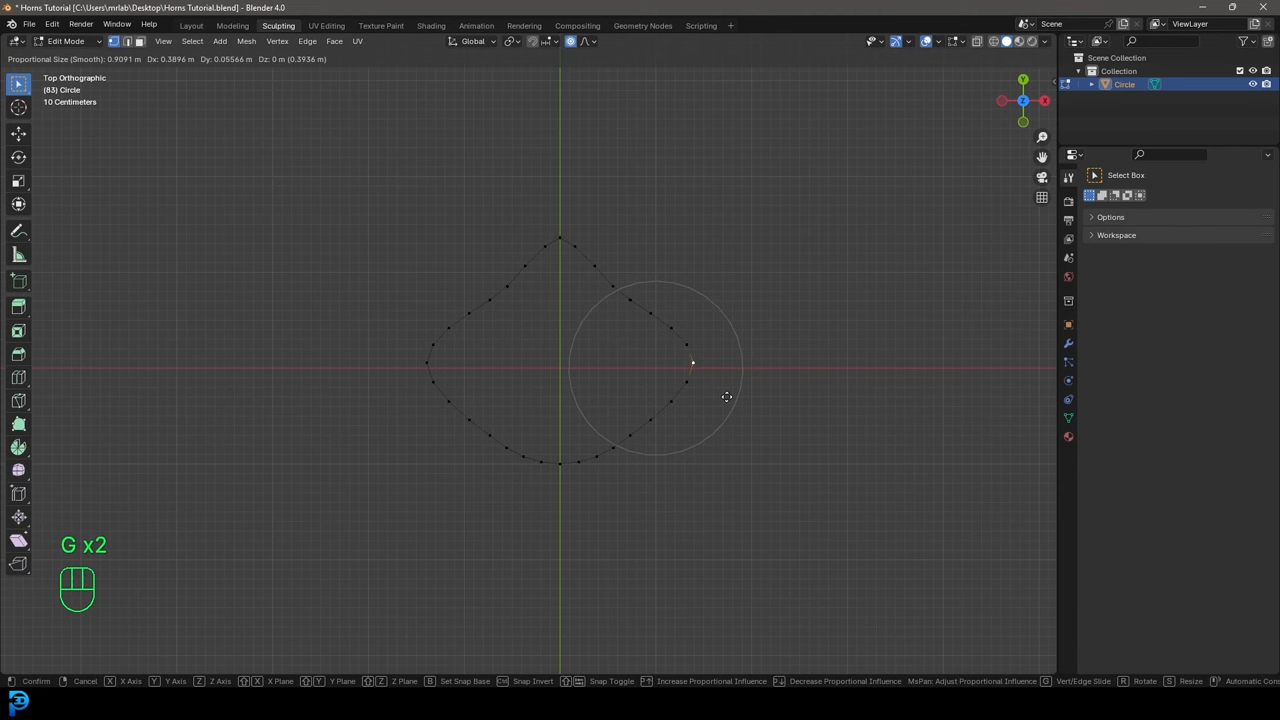 * Horns Tutorial [C:\Users\mrlab\Desktop\Horns Tutorial.blend] - Blender 4.0
File Edit Render Window Help Layout Modeling Sculpting UV Editing Texture Paint Shading Animation Rendering Compositing Geometry Nodes Scripting + Scene ViewLayer
Edit Mode View Select Add Mesh Vertex Edge Face UV Global
Proportional Size (Smooth): 0.9091 m Dx: 0.3896 m Dy: 0.05566 m Dz: 0 m (0.3936 m)
Top Orthographic
(83) Circle
10 Centimeters
Y
Z
X
Scene Collection
Collection
Circle
Select Box
Options
Workspace
G x2
Confirm Cancel X X Axis Y Y Axis Z Z Axis X X Plane Y Y Plane Z Z Plane B Set Snap Base Ctrl Snap Invert Snap Toggle Increase Proportional Influence Decrease Proportional Influence MsPan: Adjust Proportional Influence G Vert/Edge Slide R Rotate S Resize Automatic Cons